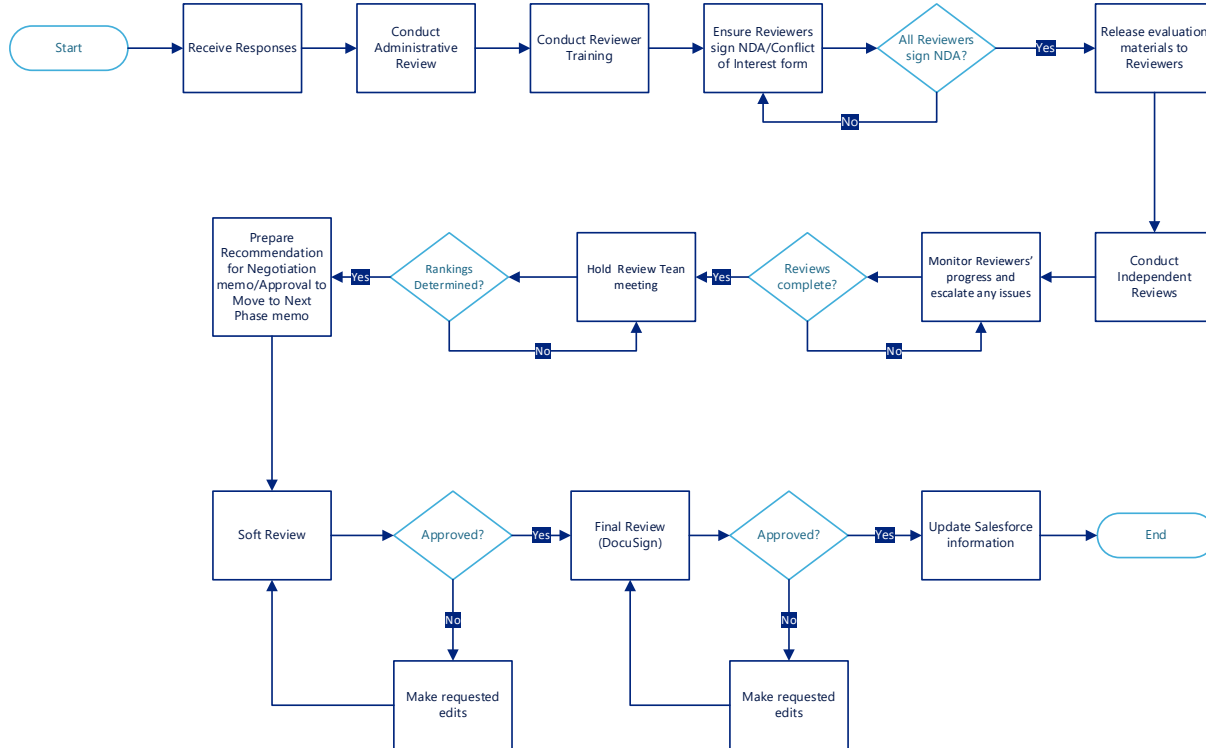 Start
Receive Responses
Conduct
Administrative
Review
Conduct Reviewer
Training
Ensure Reviewers
sign NDA/Conflict
of Interest form
All Reviewers
sign NDA?
Yes
Release evaluation
materials to
Reviewers
No
Prepare
Recommendation
for Negotiation
memo/Approval to
Move to Next
Phase memo
Yes
Rankings
Determined?
Hold Review Tean
meeting
Yes
Reviews
complete?
Monitor Reviewers’
progress and
escalate any issues
Conduct
Independent
Reviews
No
No
Soft Review
Approved?
Yes
Final Review
(DocuSign)
Approved?
Yes
Update Salesforce
information
End
No
No
Make requested
edits
Make requested
edits